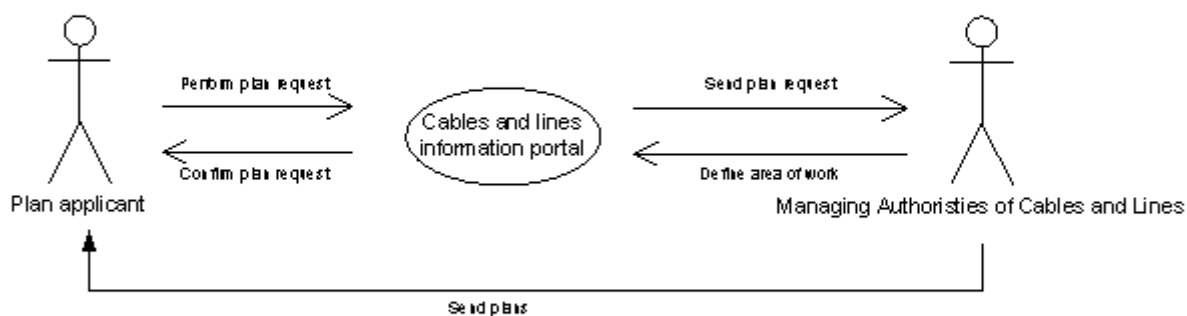 Perform plan request
Send plan request
Cables and lines
information portal
Confirm plan request
Define area of work
Plan applicant
Managing Authoristies of Cables and Lines
Send plans